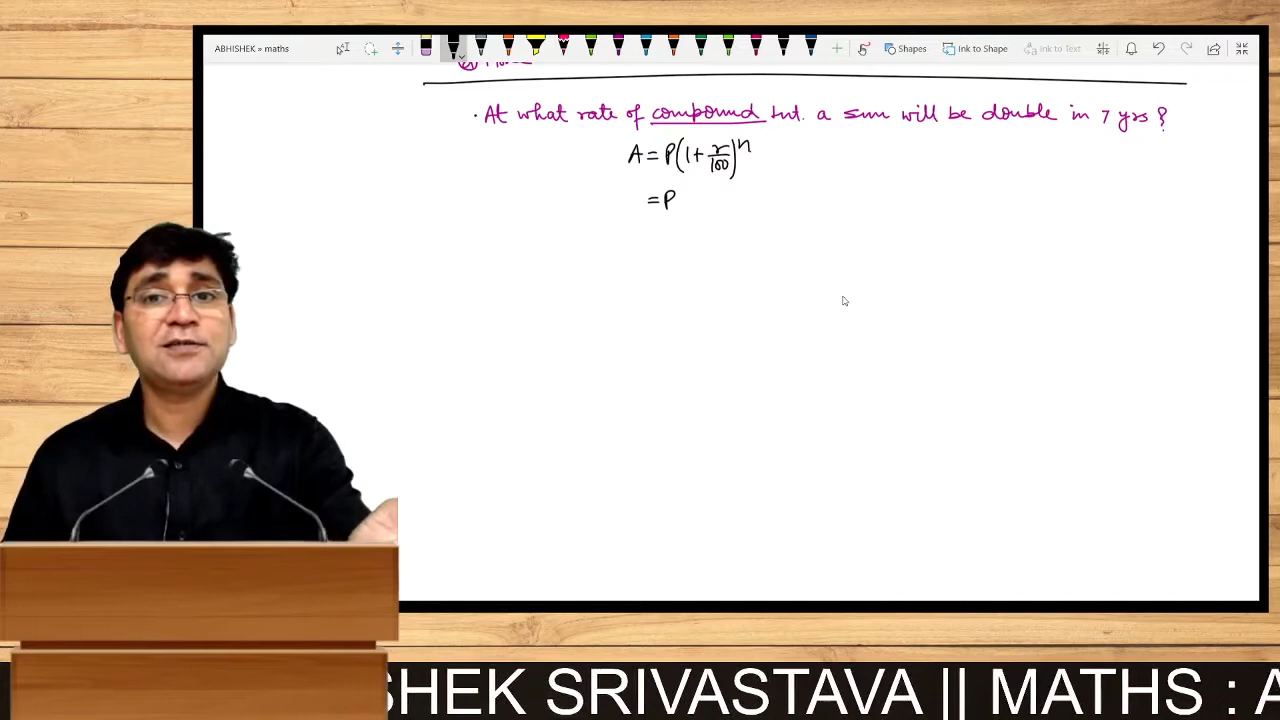 ABHISHEK » maths
Shapes
Ink to Shape
Ink to Text
· At what rate of compound Int. a sum will be double in 7 yrs ?
A = P(1+ r/100)^n
= P
SHEK SRIVASTAVA || MATHS : A